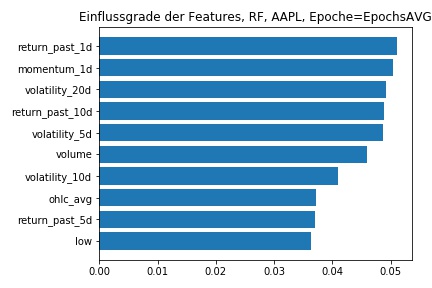 Einflussgrade der Features, RF, AAPL, Epoche=EpochsAVG
return_past_1d
momentum_1d
volatility_20d
return_past_10d
volatility_5d
volume
volatility_10d
ohlc_avg
return_past_5d
low
0.00 0.01 0.02 0.03 0.04 0.05